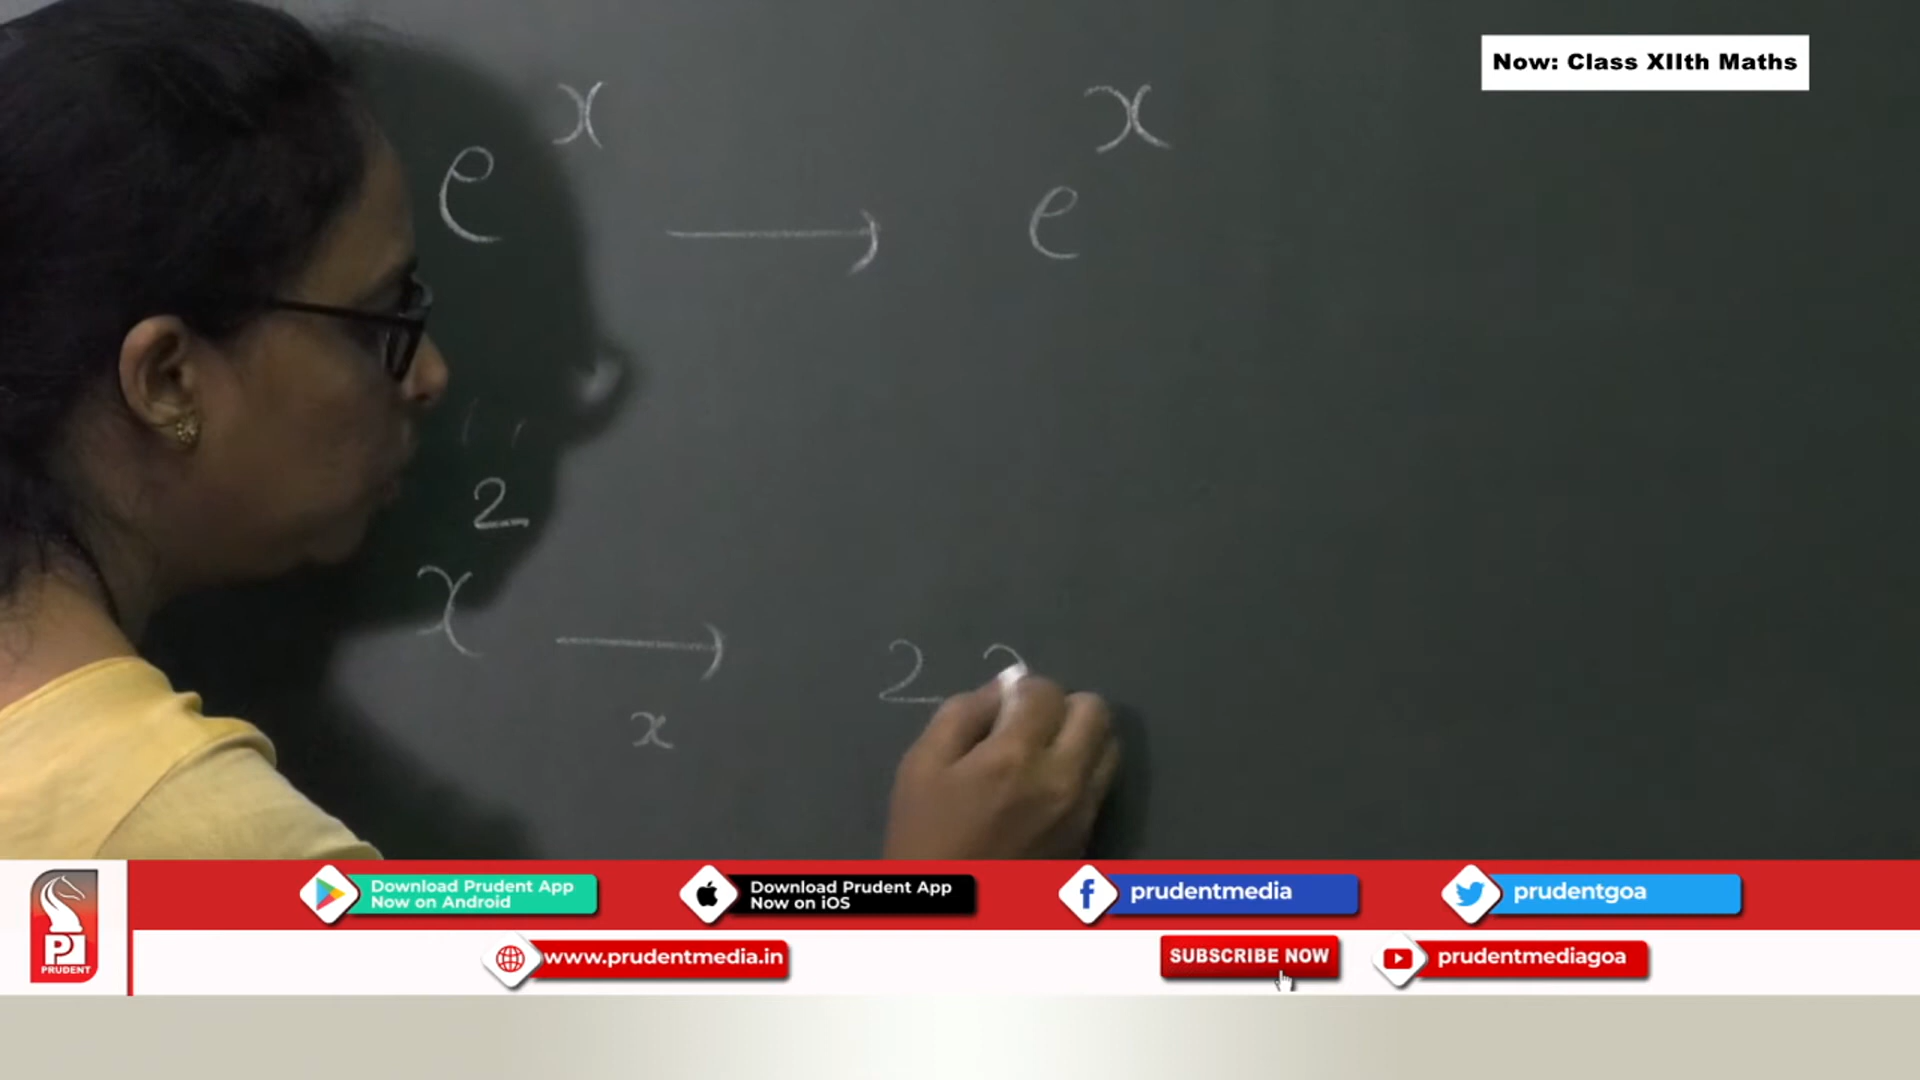 Now: Class XIIth Maths
e^x → e^x
x^2 → 2
x
Download Prudent App
Now on Android
Download Prudent App
Now on iOS
prudentmedia
prudentgoa
PRUDENT
www.prudentmedia.in
SUBSCRIBE NOW
prudentmediagoa